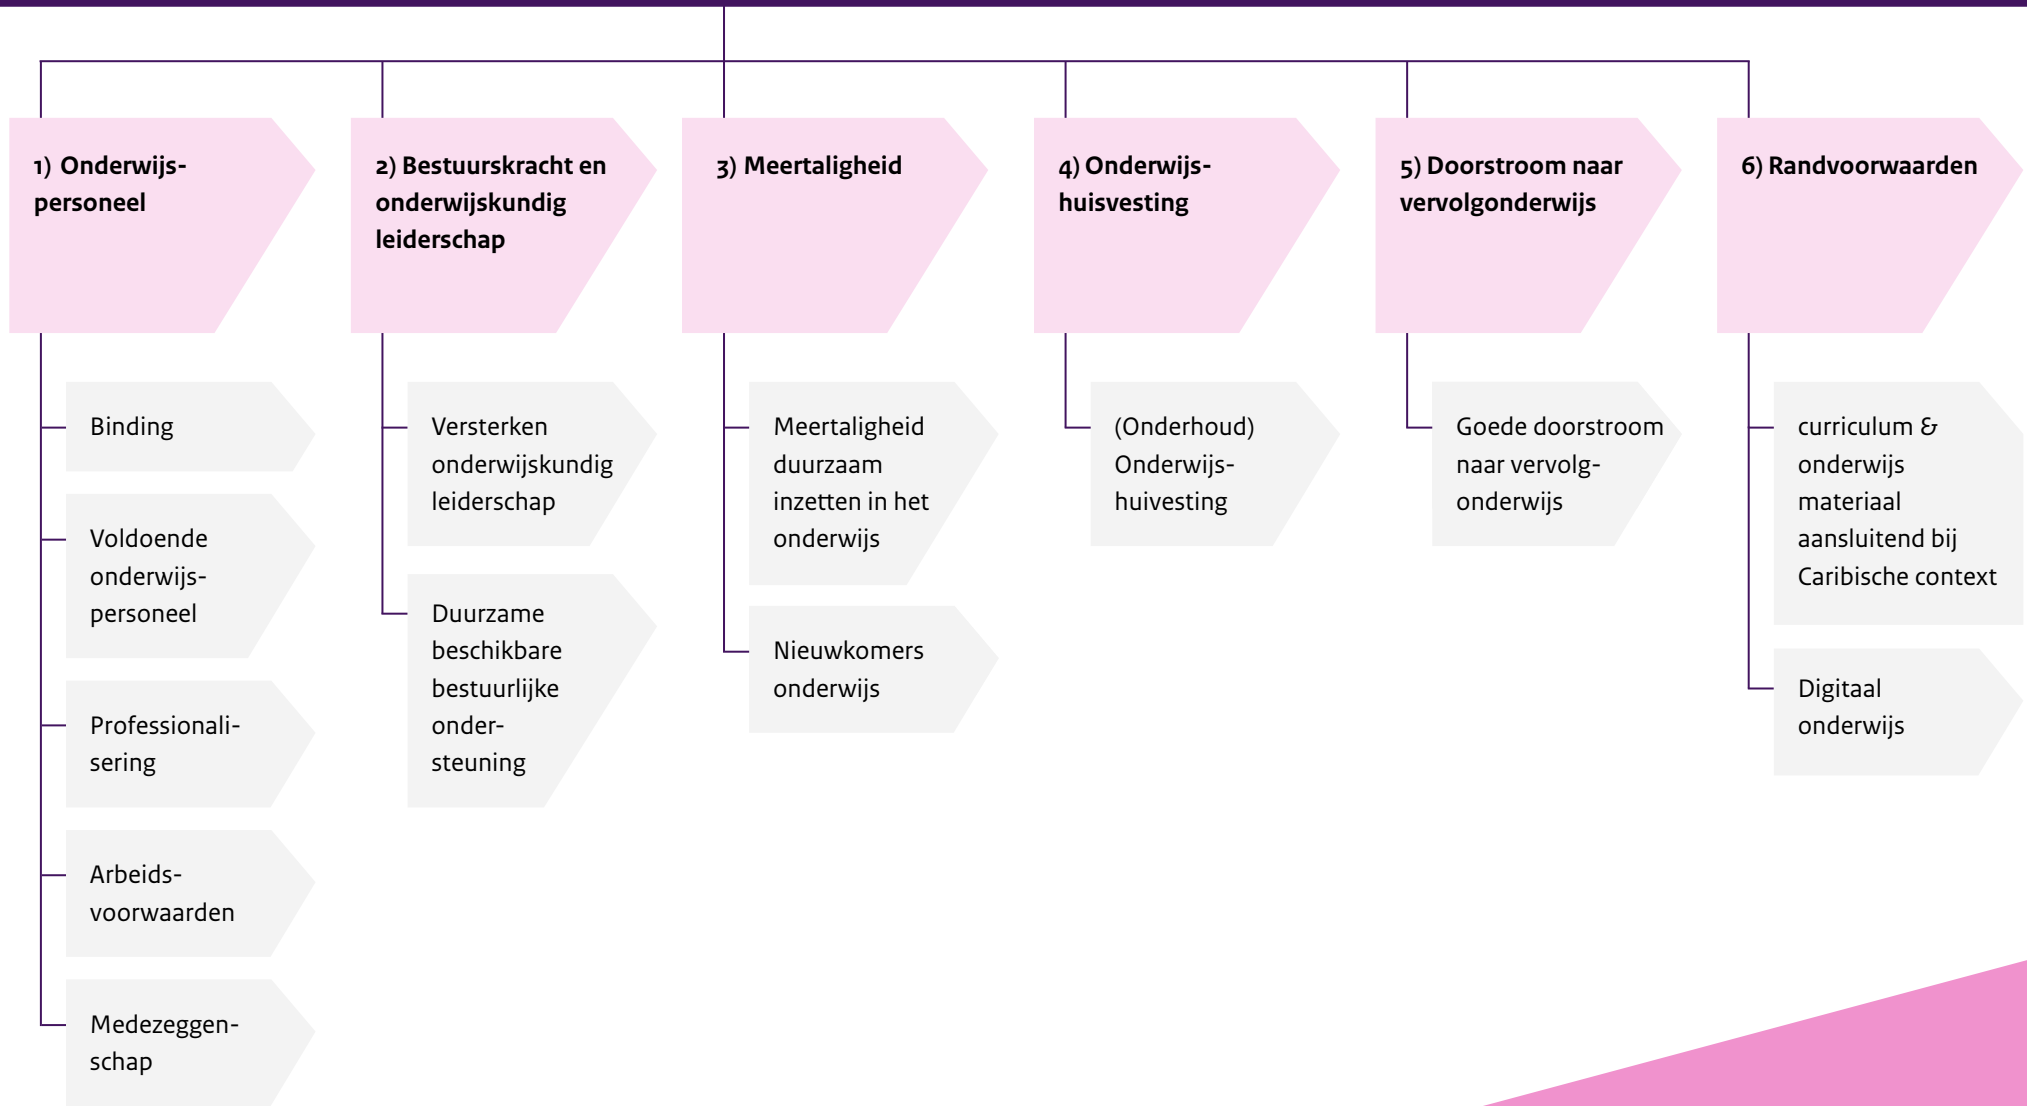 1) Onderwijs-
personeel
Binding
Voldoende
onderwijs-
personeel
Professionali-
sering
Arbeids-
voorwaarden
Medezeggen-
schap
2) Bestuurskracht en
onderwijskundig
leiderschap
Versterken
onderwijskundig
leiderschap
Duurzame
beschikbare
bestuurlijke
onder-
steuning
3) Meertaligheid
Meertaligheid
duurzaam
inzetten in het
onderwijs
Nieuwkomers
onderwijs
4) Onderwijs-
huisvesting
(Onderhoud)
Onderwijs-
huivesting
5) Doorstroom naar
vervolgonderwijs
Goede doorstroom
naar vervolg-
onderwijs
6) Randvoorwaarden
curriculum &
onderwijs
materiaal
aansluitend bij
Caribische context
Digitaal
onderwijs